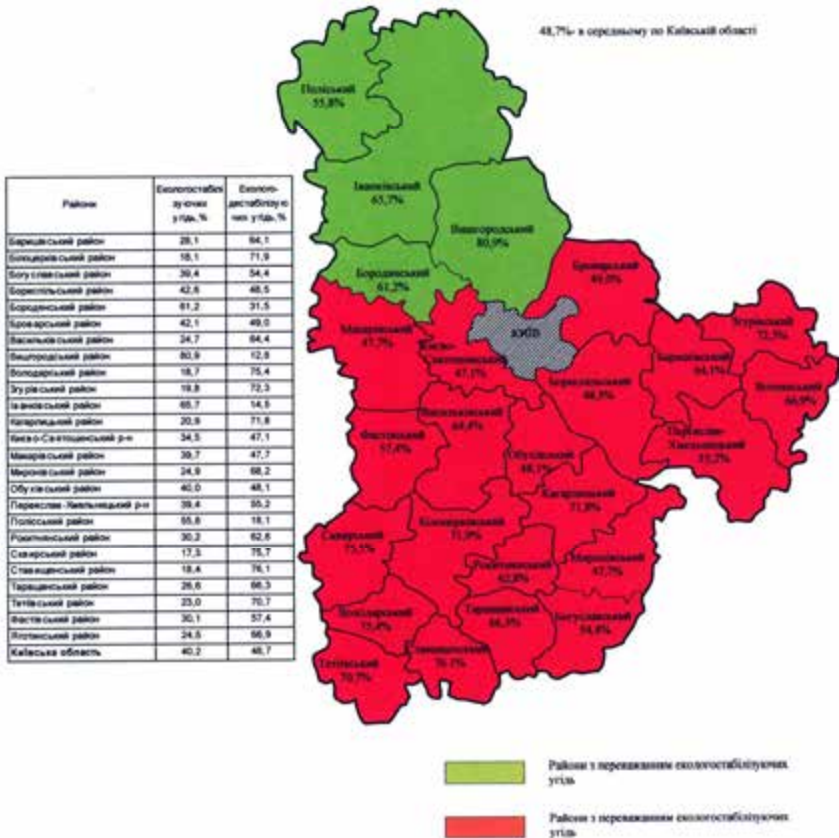 48,7%- в середньому по Київській області
Поліський
55,8%
Іванківський
65,7%
Вишгородський
80,9%
Бородянський
61,2%
Броварський
49,0%
Макарівський
47,7%
КИЇВ
Києво-
Святошинський
47,1%
Згурівський
72,3%
Баришівський
64,1%
Бориспільський
48,5%
66,9%
Васильківський
64,4%
Фастівський
57,4%
Обухівський
48,1%
Переяслав-
Хмельницький
55,2%
Кагарлицький
71,8%
Білоцерківський
71,9%
Сквирський
Рокитнянський
62,8%
Миронівський
Володарський
75,4%
Таращанський
66,3%
Богуславський
54,4%
Ставищенський
76,1%
Тетіївський
70,7%
Райони Екологостабілі зуючих угідь, % Еколого- дестабілізую чих угідь, %
Баришівський район 28,1 64,1
Білоцерківський район 18,1 71,9
Богуславський район 39,4 54,4
Бориспільський район 42,6 48,5
Бородянський район 61,2 31,5
Броварський район 42,1 49,0
Васильківський район 24,7 64,4
Вишгородський район 80,9 12,8
Володарський район 18,7 75,4
Згурівський район 19,8 72,3
Іванківський район 65,7 14,5
Кагарлицький район 20,9 71,8
Києво-Святошинський р-н 34,5 47,1
Макарівський район 39,7 47,7
Миронівський район 24,9 68,2
Обухівський район 40,0 48,1
Переяслав-Хмельницький р-н 39,4 55,2
Поліський район 55,8 18,1
Рокитнянський район 30,2 62,8
Сквирський район 17,3 75,7
Ставищенський район 18,4 76,1
Таращанський район 26,6 66,3
Тетіївський район 23,0 70,7
Фастівський район 30,1 57,4
Яготинський район 24,5 66,9
Київська область 40,2 48,7
Райони з переважанням екологостабілізуючих
угідь
Райони з переважанням екологостабілізуючих
угідь